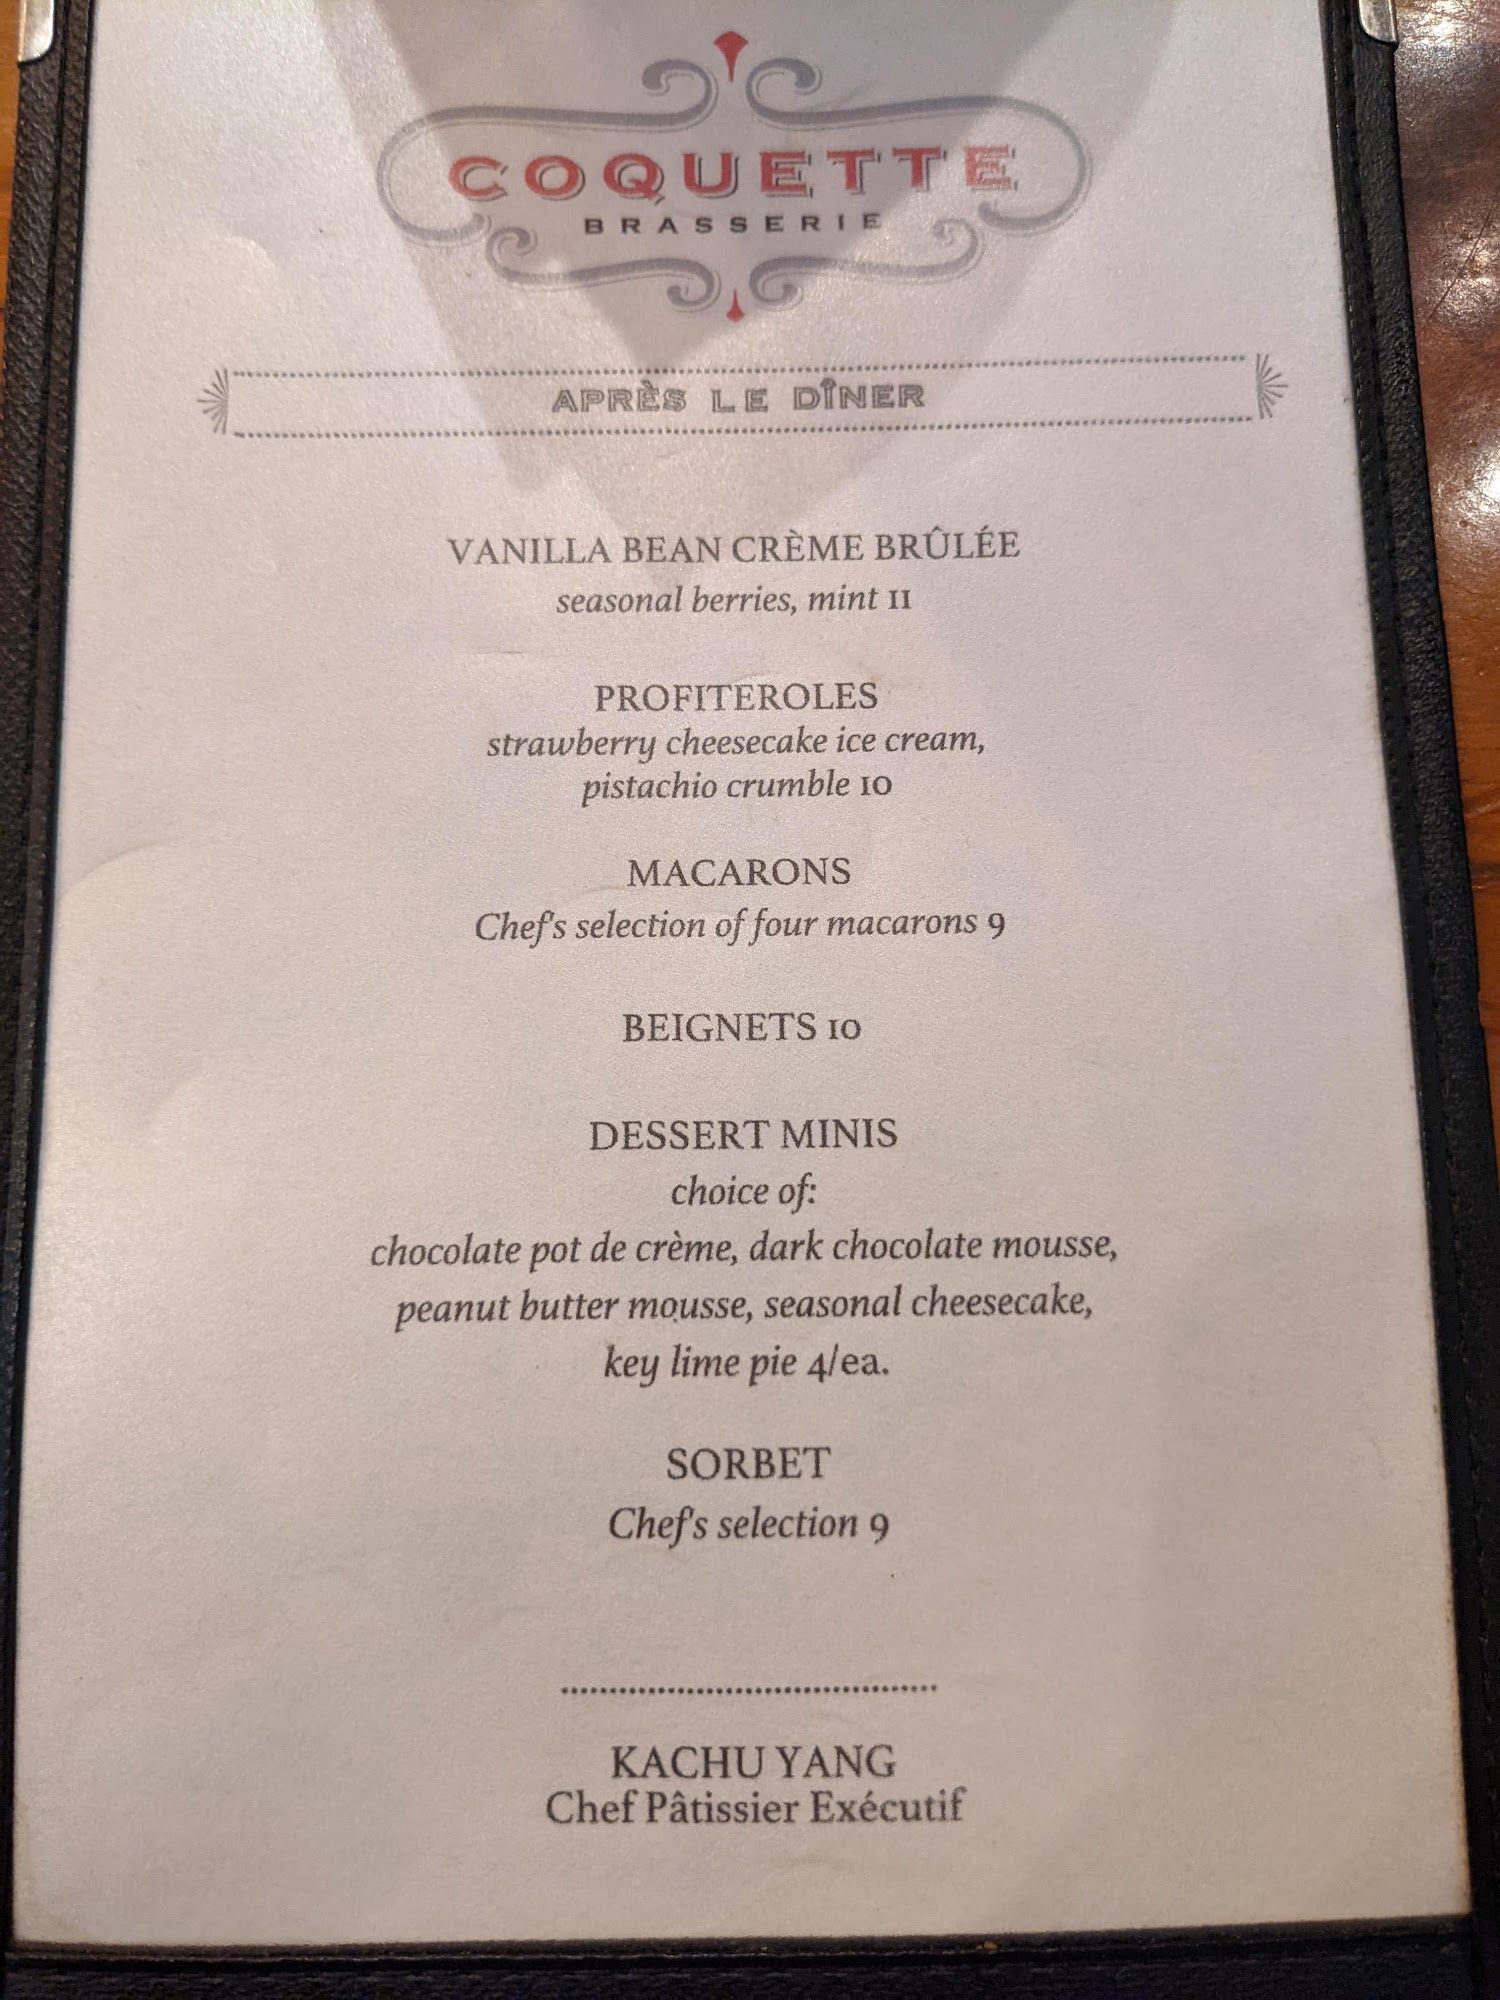 COQUETTE
BRASSERIE
APRÈS LE DÎNER
VANILLA BEAN CRÈME BRÛLÉE
seasonal berries, mint 11
PROFITEROLES
strawberry cheesecake ice cream,
pistachio crumble 10
MACARONS
Chef's selection of four macarons 9
BEIGNETS 10
DESSERT MINIS
choice of:
chocolate pot de crème, dark chocolate mousse,
peanut butter mousse, seasonal cheesecake,
key lime pie 4/ea.
SORBET
Chef's selection 9
KACHU YANG
Chef Pâtissier Exécutif